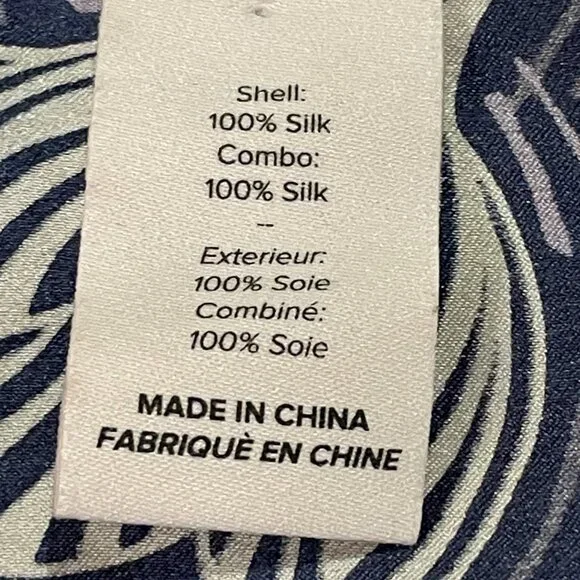 Shell:
100% Silk
Combo:
100% Silk
--
Exterieur:
100% Soie
Combiné:
100% Soie
MADE IN CHINA
FABRIQUÈ EN CHINE